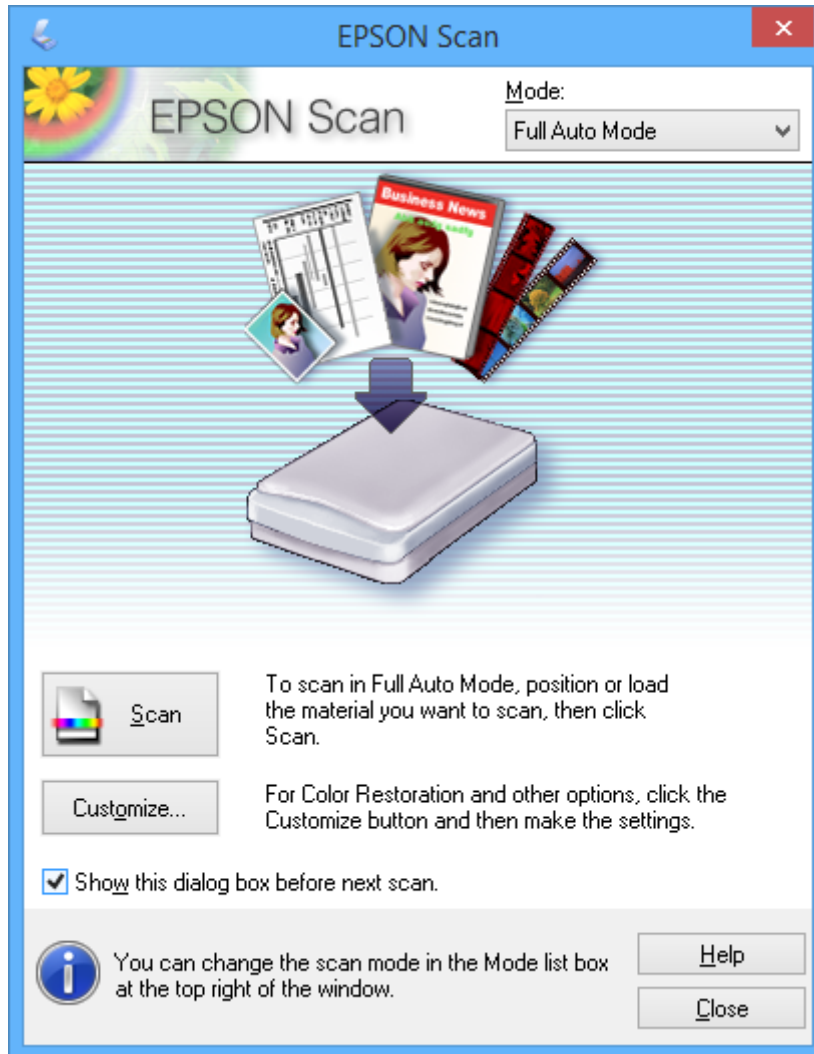 EPSON Scan
EPSON Scan
Mode:
Full Auto Mode
Business News
To scan in Full Auto Mode, position or load
the material you want to scan, then click
Scan.
Scan
For Color Restoration and other options, click the
Customize button and then make the settings.
Customize...
Show this dialog box before next scan.
You can change the scan mode in the Mode list box
at the top right of the window.
Help
Close